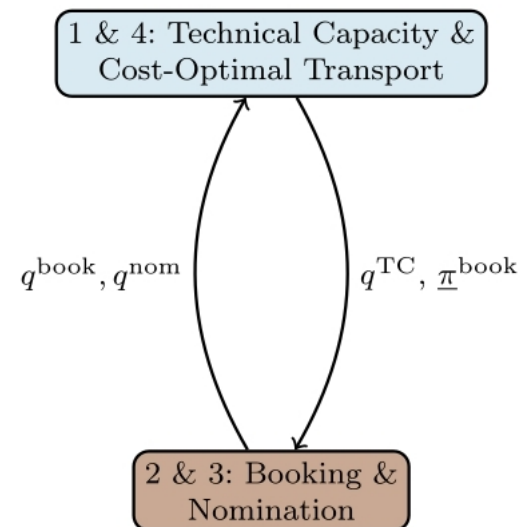 1 & 4: Technical Capacity &
Cost-Optimal Transport
q^book, q^nom
q^TC, π̲^book
2 & 3: Booking &
Nomination